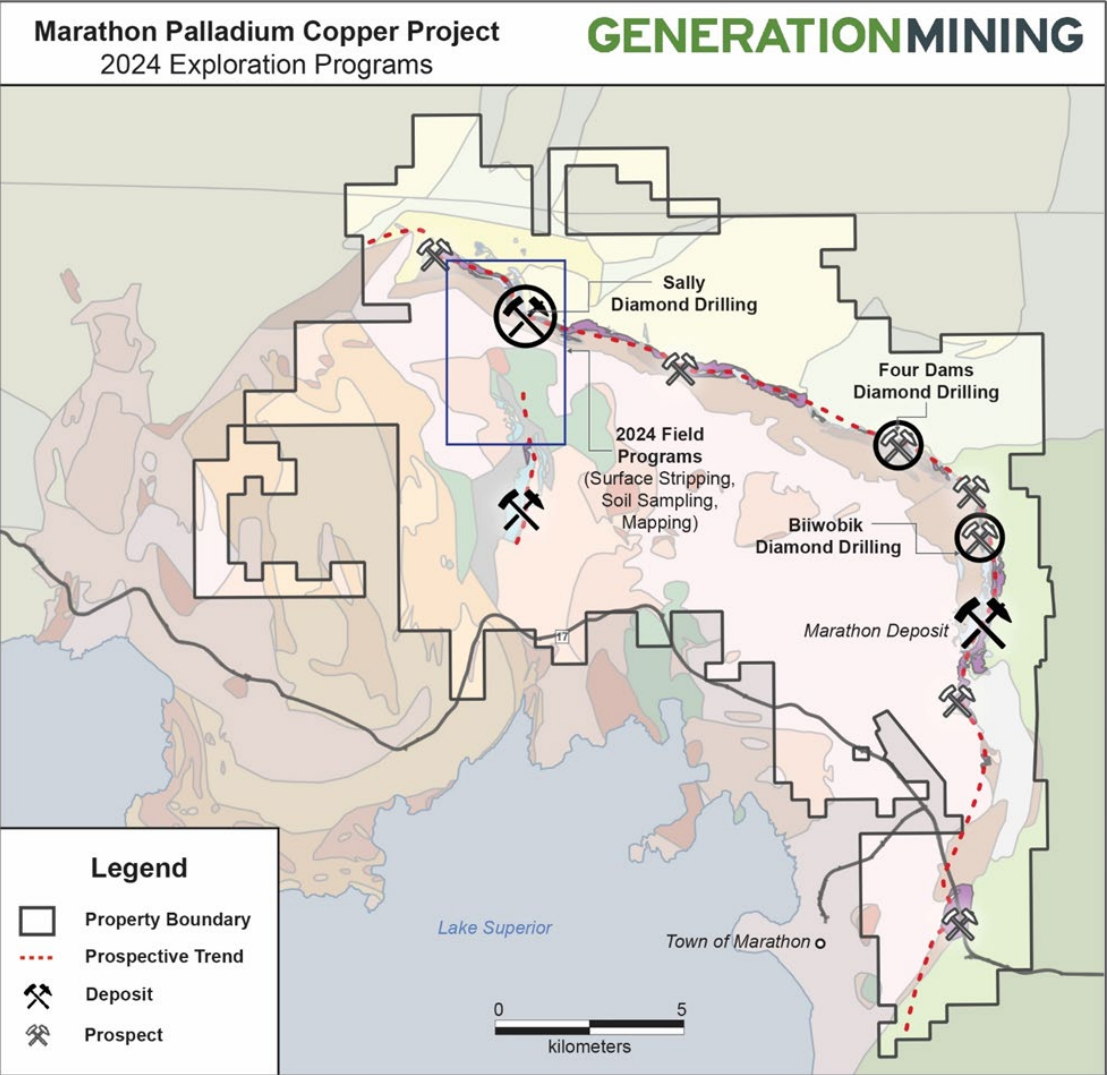 Marathon Palladium Copper Project
2024 Exploration Programs
GENERATIONMINING
Sally
Diamond Drilling
Four Dams
Diamond Drilling
2024 Field
Programs
(Surface Stripping,
Soil Sampling,
Mapping)
Biiwobik
Diamond Drilling
Marathon Deposit
17
Legend
Property Boundary
Prospective Trend
Deposit
Prospect
Lake Superior
Town of Marathon
0 5
kilometers